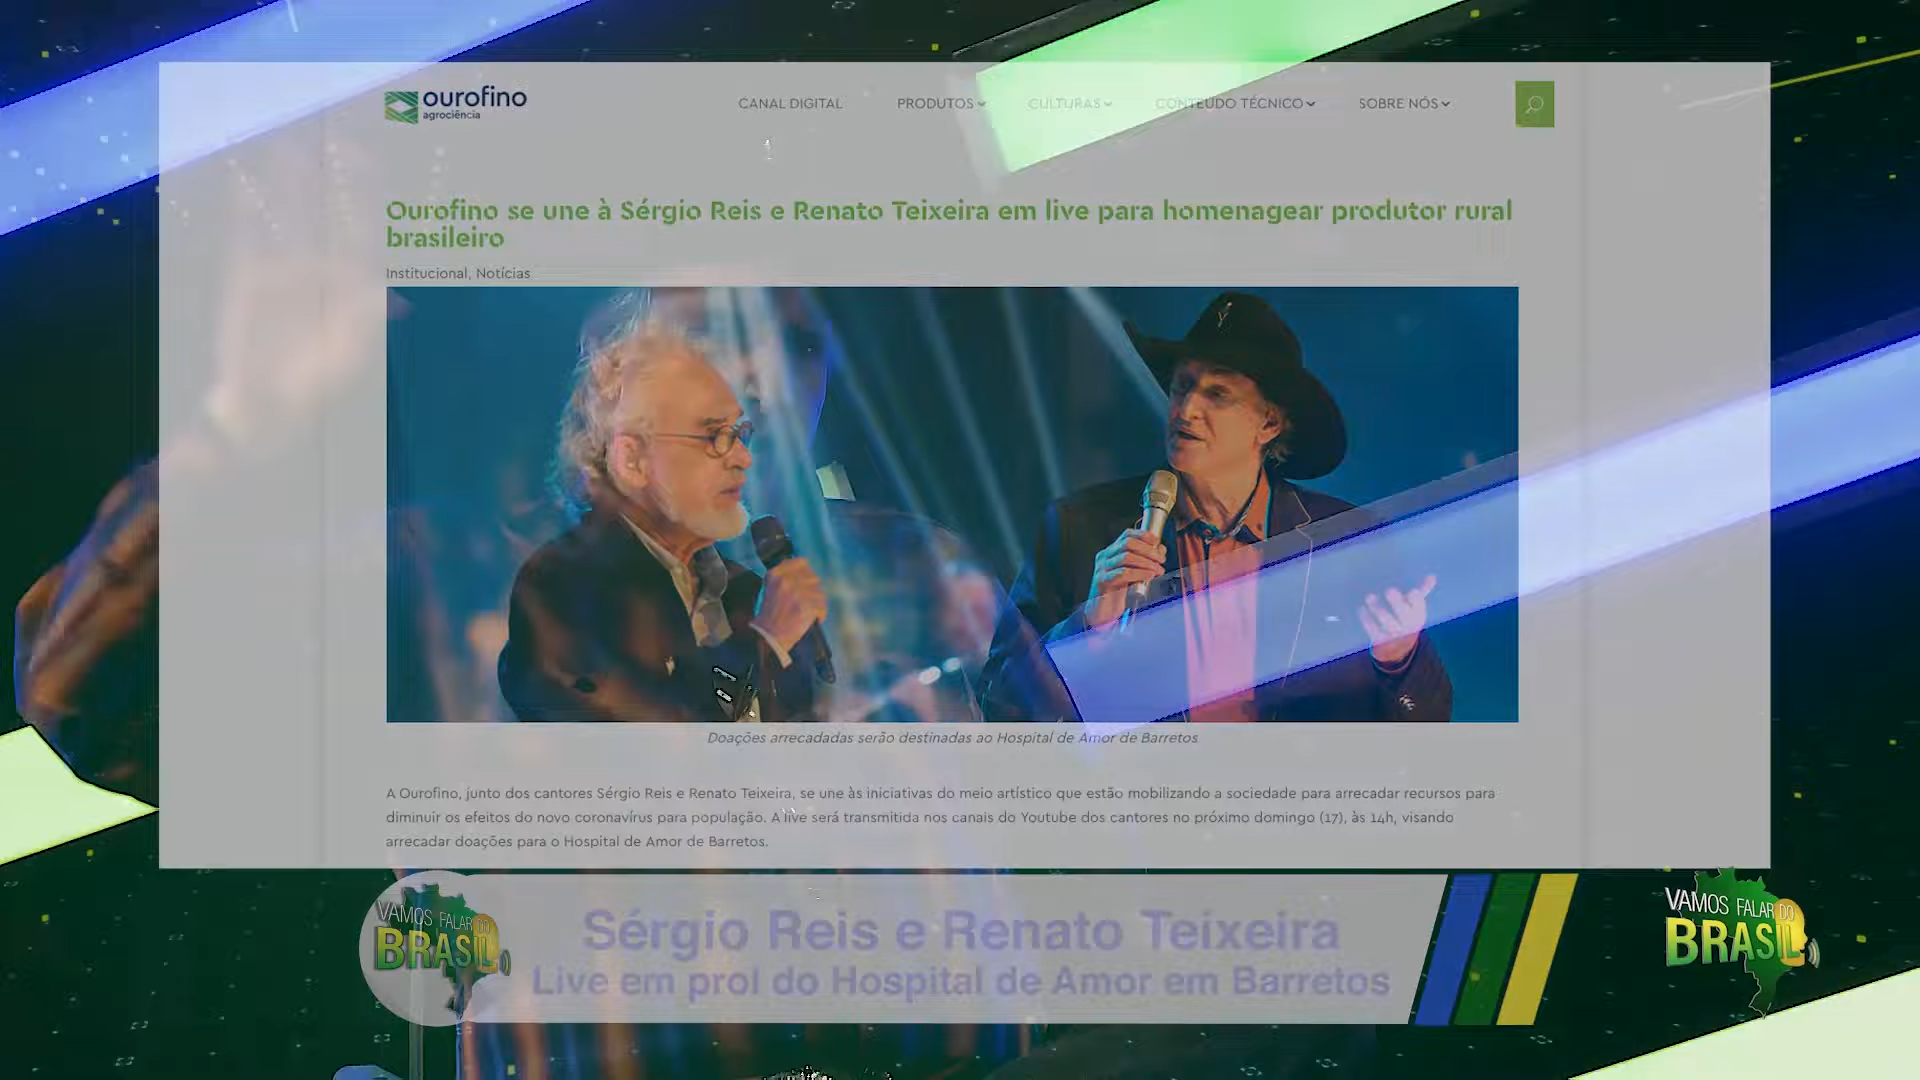 ourofino
agrociência
CANAL DIGITAL PRODUTOS CULTURAS CONTEÚDO TÉCNICO SOBRE NÓS
Ourofino se une à Sérgio Reis e Renato Teixeira em live para homenagear produtor rural
brasileiro
Institucional, Notícias
Doações arrecadadas serão destinadas ao Hospital de Amor de Barretos
A Ourofino, junto dos cantores Sérgio Reis e Renato Teixeira, se une às iniciativas do meio artístico que estão mobilizando a sociedade para arrecadar recursos para
diminuir os efeitos do novo coronavírus para população. A live será transmitida nos canais do Youtube dos cantores no próximo domingo (17), às 14h, visando
arrecadar doações para o Hospital de Amor de Barretos.
VAMOS FALAR DO
BRASIL
Sérgio Reis e Renato Teixeira
Live em prol do Hospital de Amor em Barretos
VAMOS FALAR DO
BRASIL